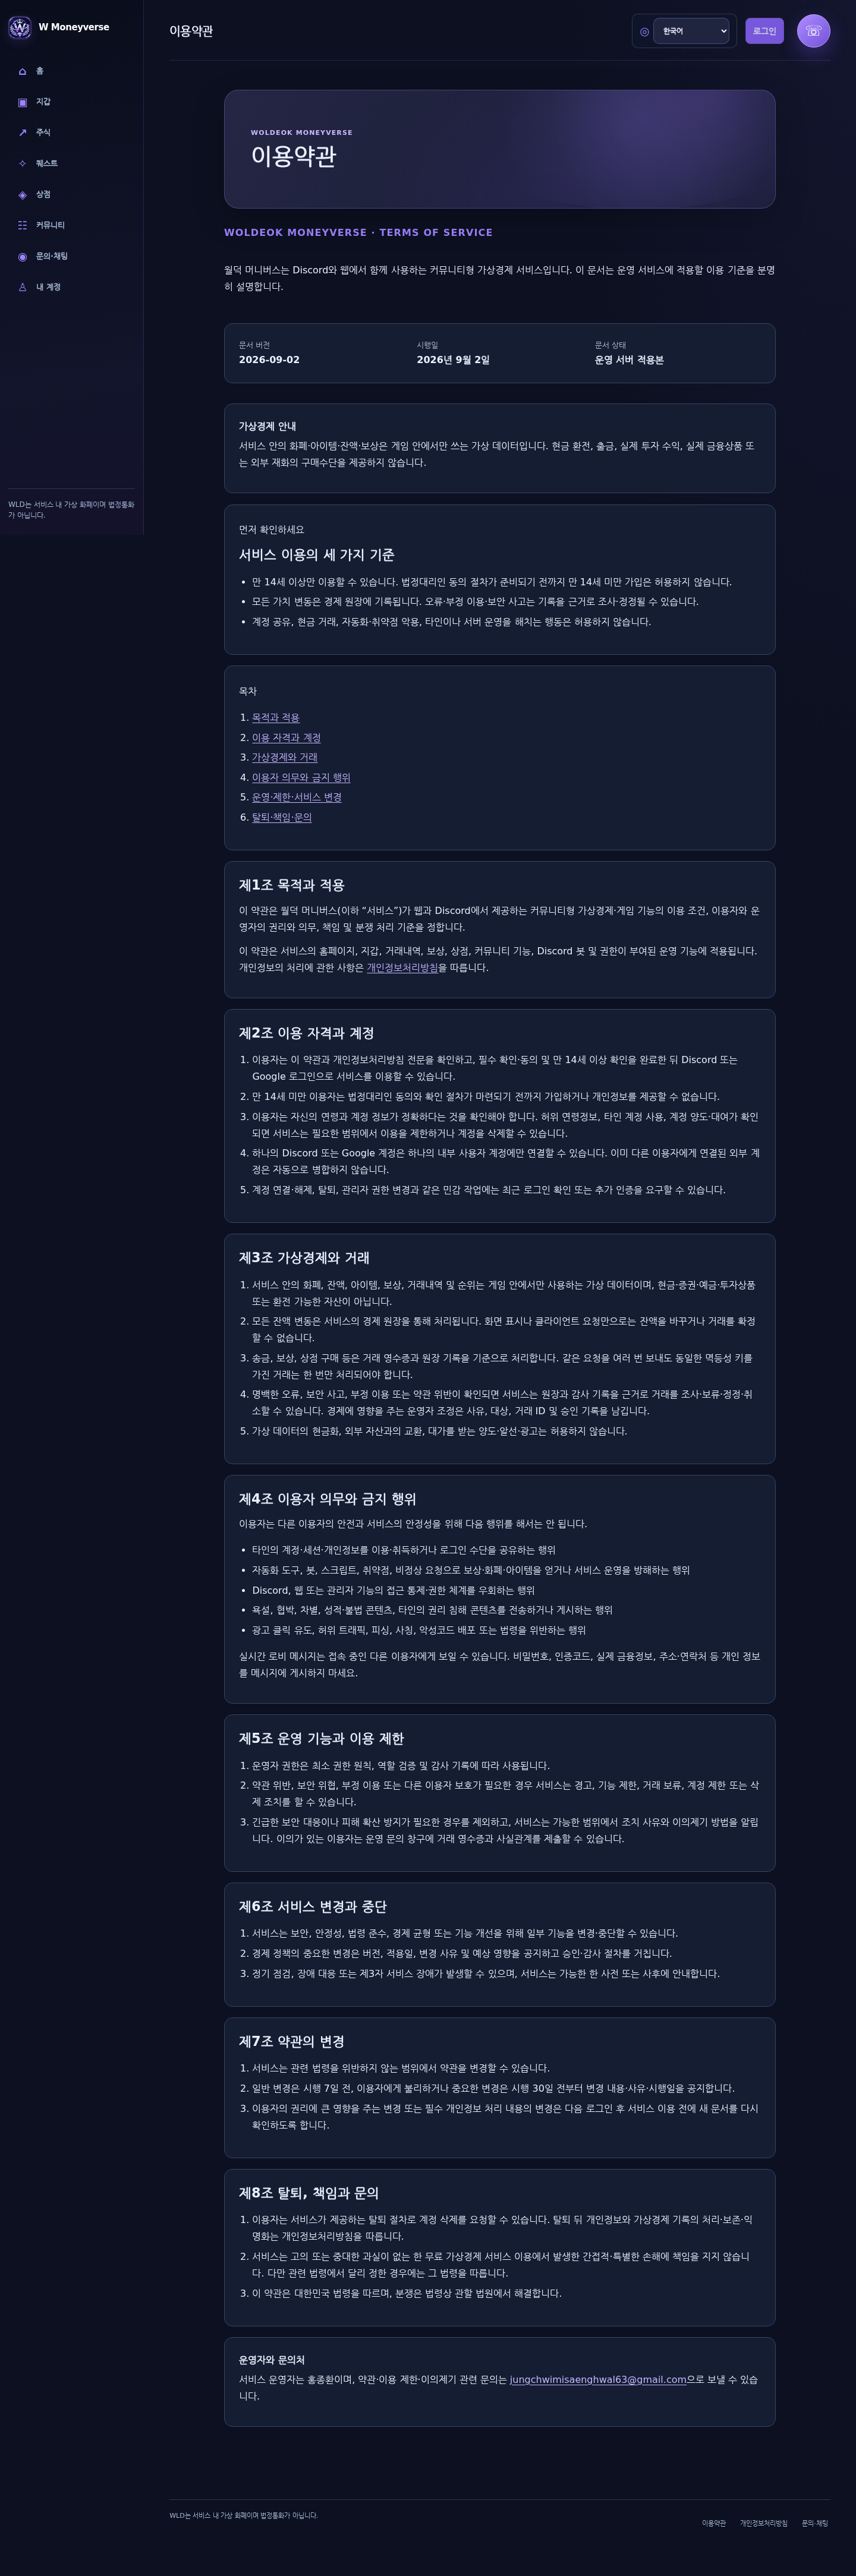 W Moneyverse
홈
지갑
주식
퀘스트
상점
커뮤니티
문의·채팅
내 계정
WLD는 서비스 내 가상 화폐이며 법정통화
가 아닙니다.
이용약관
한국어
로그인
WOLDEOK MONEYVERSE
이용약관
WOLDEOK MONEYVERSE · TERMS OF SERVICE
월덕 머니버스는 Discord와 웹에서 함께 사용하는 커뮤니티형 가상경제 서비스입니다. 이 문서는 운영 서비스에 적용할 이용 기준을 분명
히 설명합니다.
문서 버전
2026-09-02
시행일
2026년 9월 2일
문서 상태
운영 서버 적용본
가상경제 안내
서비스 안의 화폐·아이템·잔액·보상은 게임 안에서만 쓰는 가상 데이터입니다. 현금 환전, 출금, 실제 투자 수익, 실제 금융상품 또
는 외부 재화의 구매수단을 제공하지 않습니다.
먼저 확인하세요
서비스 이용의 세 가지 기준
• 만 14세 이상만 이용할 수 있습니다. 법정대리인 동의 절차가 준비되기 전까지 만 14세 미만 가입은 허용하지 않습니다.
• 모든 가치 변동은 경제 원장에 기록됩니다. 오류·부정 이용·보안 사고는 기록을 근거로 조사·정정될 수 있습니다.
• 계정 공유, 현금 거래, 자동화·취약점 악용, 타인이나 서버 운영을 해치는 행동은 허용하지 않습니다.
목차
1. 목적과 적용
2. 이용 자격과 계정
3. 가상경제와 거래
4. 이용자 의무와 금지 행위
5. 운영·제한·서비스 변경
6. 탈퇴·책임·문의
제1조 목적과 적용
이 약관은 월덕 머니버스(이하 “서비스”)가 웹과 Discord에서 제공하는 커뮤니티형 가상경제·게임 기능의 이용 조건, 이용자와 운
영자의 권리와 의무, 책임 및 분쟁 처리 기준을 정합니다.
이 약관은 서비스의 홈페이지, 지갑, 거래내역, 보상, 상점, 커뮤니티 기능, Discord 봇 및 권한이 부여된 운영 기능에 적용됩니다.
개인정보의 처리에 관한 사항은 개인정보처리방침을 따릅니다.
제2조 이용 자격과 계정
1. 이용자는 이 약관과 개인정보처리방침 전문을 확인하고, 필수 확인·동의 및 만 14세 이상 확인을 완료한 뒤 Discord 또는
Google 로그인으로 서비스를 이용할 수 있습니다.
2. 만 14세 미만 이용자는 법정대리인 동의와 확인 절차가 마련되기 전까지 가입하거나 개인정보를 제공할 수 없습니다.
3. 이용자는 자신의 연령과 계정 정보가 정확하다는 것을 확인해야 합니다. 허위 연령정보, 타인 계정 사용, 계정 양도·대여가 확인
되면 서비스는 필요한 범위에서 이용을 제한하거나 계정을 삭제할 수 있습니다.
4. 하나의 Discord 또는 Google 계정은 하나의 내부 사용자 계정에만 연결할 수 있습니다. 이미 다른 이용자에게 연결된 외부 계
정은 자동으로 병합하지 않습니다.
5. 계정 연결·해제, 탈퇴, 관리자 권한 변경과 같은 민감 작업에는 최근 로그인 확인 또는 추가 인증을 요구할 수 있습니다.
제3조 가상경제와 거래
1. 서비스 안의 화폐, 잔액, 아이템, 보상, 거래내역 및 순위는 게임 안에서만 사용하는 가상 데이터이며, 현금·증권·예금·투자상품
또는 환전 가능한 자산이 아닙니다.
2. 모든 잔액 변동은 서비스의 경제 원장을 통해 처리됩니다. 화면 표시나 클라이언트 요청만으로는 잔액을 바꾸거나 거래를 확정
할 수 없습니다.
3. 송금, 보상, 상점 구매 등은 거래 영수증과 원장 기록을 기준으로 처리합니다. 같은 요청을 여러 번 보내도 동일한 멱등성 키를
가진 거래는 한 번만 처리되어야 합니다.
4. 명백한 오류, 보안 사고, 부정 이용 또는 약관 위반이 확인되면 서비스는 원장과 감사 기록을 근거로 거래를 조사·보류·정정·취
소할 수 있습니다. 경제에 영향을 주는 운영자 조정은 사유, 대상, 거래 ID 및 승인 기록을 남깁니다.
5. 가상 데이터의 현금화, 외부 자산과의 교환, 대가를 받는 양도·알선·광고는 허용하지 않습니다.
제4조 이용자 의무와 금지 행위
이용자는 다른 이용자의 안전과 서비스의 안정성을 위해 다음 행위를 해서는 안 됩니다.
• 타인의 계정·세션·개인정보를 이용·취득하거나 로그인 수단을 공유하는 행위
• 자동화 도구, 봇, 스크립트, 취약점, 비정상 요청으로 보상·화폐·아이템을 얻거나 서비스 운영을 방해하는 행위
• Discord, 웹 또는 관리자 기능의 접근 통제·권한 체계를 우회하는 행위
• 욕설, 협박, 차별, 성적·불법 콘텐츠, 타인의 권리 침해 콘텐츠를 전송하거나 게시하는 행위
• 광고 클릭 유도, 허위 트래픽, 피싱, 사칭, 악성코드 배포 또는 법령을 위반하는 행위
실시간 로비 메시지는 접속 중인 다른 이용자에게 보일 수 있습니다. 비밀번호, 인증코드, 실제 금융정보, 주소·연락처 등 개인 정보
를 메시지에 게시하지 마세요.
제5조 운영 기능과 이용 제한
1. 운영자 권한은 최소 권한 원칙, 역할 검증 및 감사 기록에 따라 사용됩니다.
2. 약관 위반, 보안 위협, 부정 이용 또는 다른 이용자 보호가 필요한 경우 서비스는 경고, 기능 제한, 거래 보류, 계정 제한 또는 삭
제 조치를 할 수 있습니다.
3. 긴급한 보안 대응이나 피해 확산 방지가 필요한 경우를 제외하고, 서비스는 가능한 범위에서 조치 사유와 이의제기 방법을 알립
니다. 이의가 있는 이용자는 운영 문의 창구에 거래 영수증과 사실관계를 제출할 수 있습니다.
제6조 서비스 변경과 중단
1. 서비스는 보안, 안정성, 법령 준수, 경제 균형 또는 기능 개선을 위해 일부 기능을 변경·중단할 수 있습니다.
2. 경제 정책의 중요한 변경은 버전, 적용일, 변경 사유 및 예상 영향을 공지하고 승인·감사 절차를 거칩니다.
3. 정기 점검, 장애 대응 또는 제3자 서비스 장애가 발생할 수 있으며, 서비스는 가능한 한 사전 또는 사후에 안내합니다.
제7조 약관의 변경
1. 서비스는 관련 법령을 위반하지 않는 범위에서 약관을 변경할 수 있습니다.
2. 일반 변경은 시행 7일 전, 이용자에게 불리하거나 중요한 변경은 시행 30일 전부터 변경 내용·사유·시행일을 공지합니다.
3. 이용자의 권리에 큰 영향을 주는 변경 또는 필수 개인정보 처리 내용의 변경은 다음 로그인 후 서비스 이용 전에 새 문서를 다시
확인하도록 합니다.
제8조 탈퇴, 책임과 문의
1. 이용자는 서비스가 제공하는 탈퇴 절차로 계정 삭제를 요청할 수 있습니다. 탈퇴 뒤 개인정보와 가상경제 기록의 처리·보존·익
명화는 개인정보처리방침을 따릅니다.
2. 서비스는 고의 또는 중대한 과실이 없는 한 무료 가상경제 서비스 이용에서 발생한 간접적·특별한 손해에 책임을 지지 않습니
다. 다만 관련 법령에서 달리 정한 경우에는 그 법령을 따릅니다.
3. 이 약관은 대한민국 법령을 따르며, 분쟁은 법령상 관할 법원에서 해결합니다.
운영자와 문의처
서비스 운영자는 홍종환이며, 약관·이용 제한·이의제기 관련 문의는 jungchwimisaenghwal63@gmail.com으로 보낼 수 있습
니다.
WLD는 서비스 내 가상 화폐이며 법정통화가 아닙니다.
이용약관
개인정보처리방침
문의·채팅